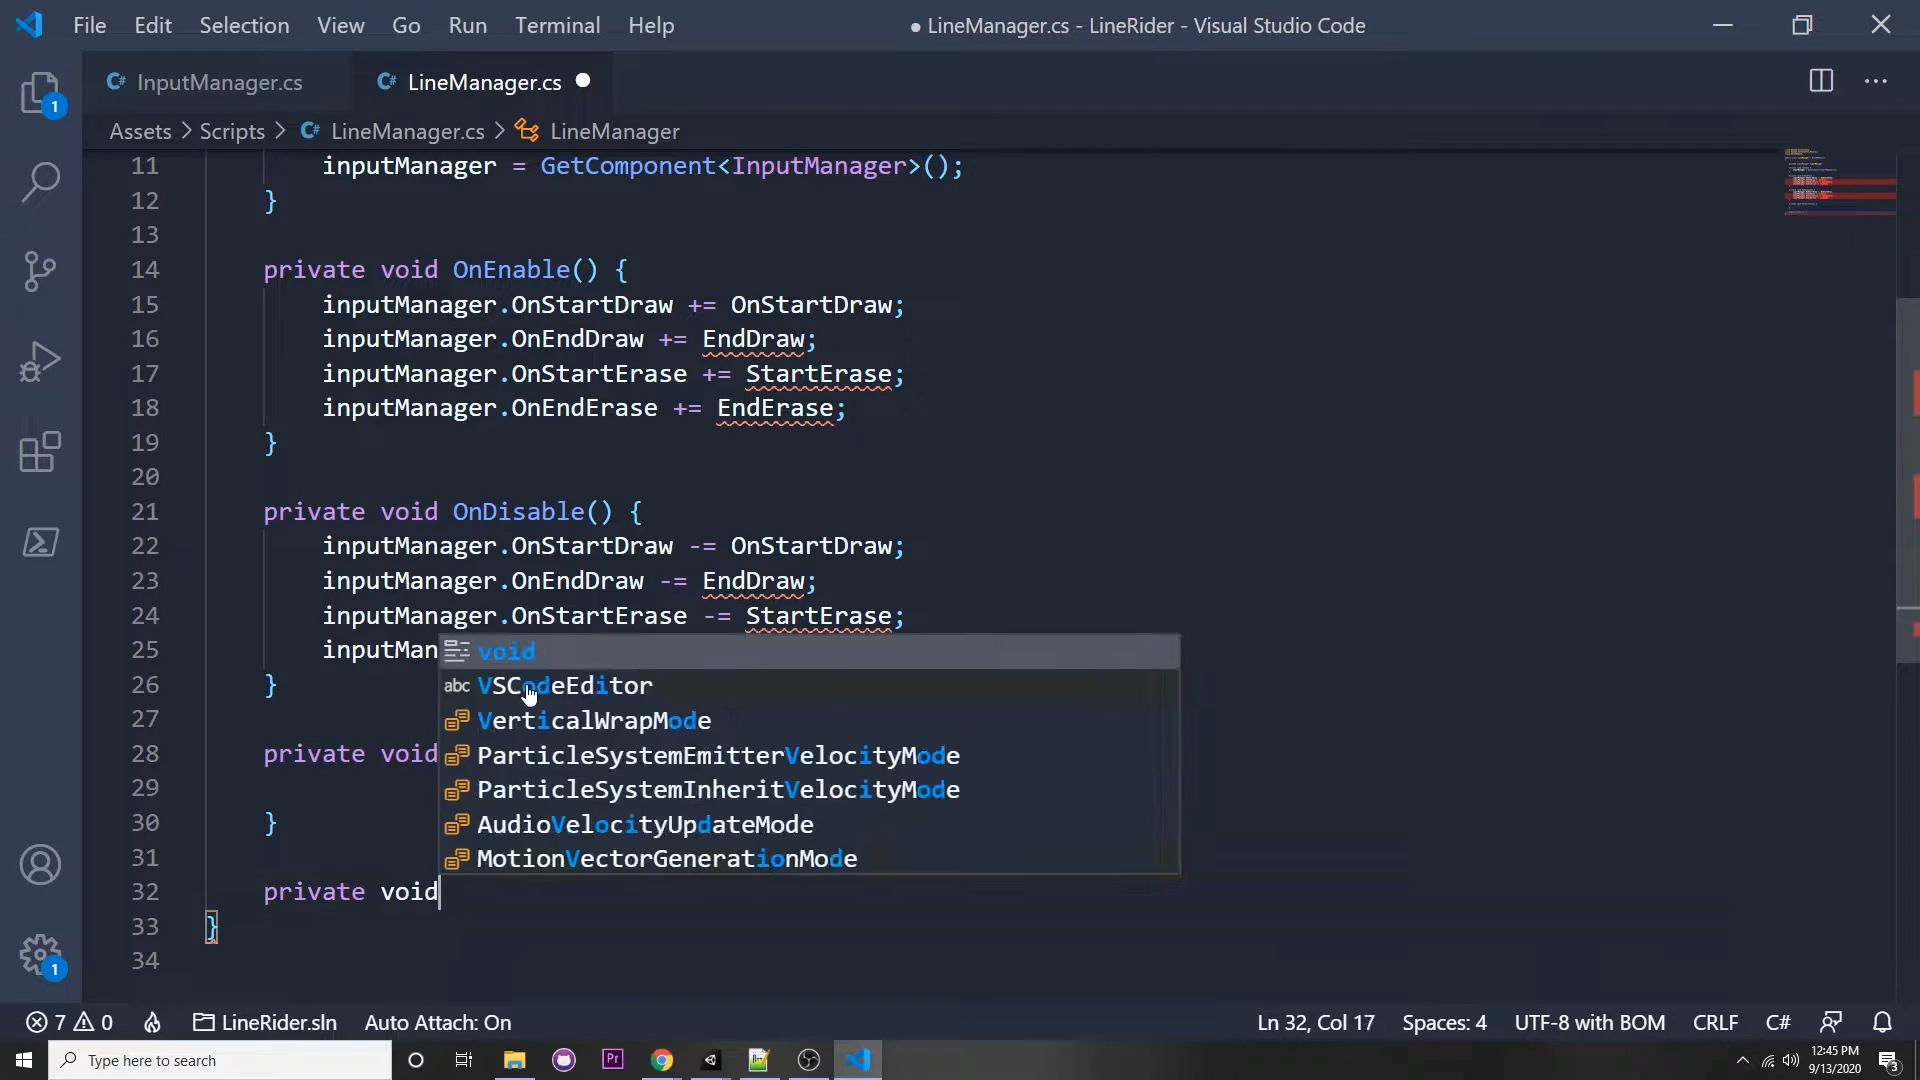 File Edit Selection View Go Run Terminal Help ● LineManager.cs - LineRider - Visual Studio Code
InputManager.cs LineManager.cs
Assets > Scripts > LineManager.cs > LineManager
11 inputManager = GetComponent<InputManager>();
12 }
13
14 private void OnEnable() {
15 inputManager.OnStartDraw += OnStartDraw;
16 inputManager.OnEndDraw += EndDraw;
17 inputManager.OnStartErase += StartErase;
18 inputManager.OnEndErase += EndErase;
19 }
20
21 private void OnDisable() {
22 inputManager.OnStartDraw -= OnStartDraw;
23 inputManager.OnEndDraw -= EndDraw;
24 inputManager.OnStartErase -= StartErase;
25 inputMan
void
26 }
abc VSCodeEditor
27
VerticalWrapMode
28 private void
ParticleSystemEmitterVelocityMode
29
ParticleSystemInheritVelocityMode
30 }
AudioVelocityUpdateMode
31
MotionVectorGenerationMode
32 private void
33 }
34
1
1
7 0 LineRider.sln Auto Attach: On Ln 32, Col 17 Spaces: 4 UTF-8 with BOM CRLF C#
Type here to search
Pr
12:45 PM
9/13/2020
3